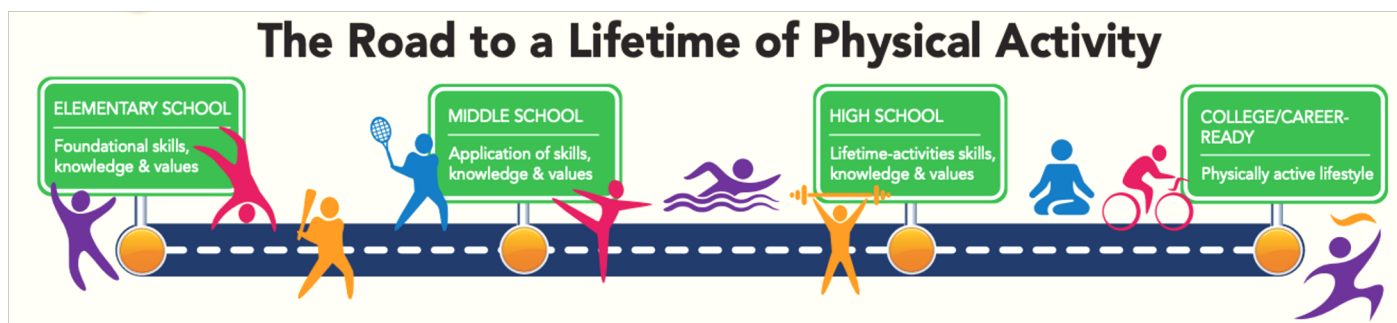 The Road to a Lifetime of Physical Activity
ELEMENTARY SCHOOL
Foundational skills,
knowledge & values
MIDDLE SCHOOL
Application of skills,
knowledge & values
HIGH SCHOOL
Lifetime-activities skills,
knowledge & values
COLLEGE/CAREER-
READY
Physically active lifestyle